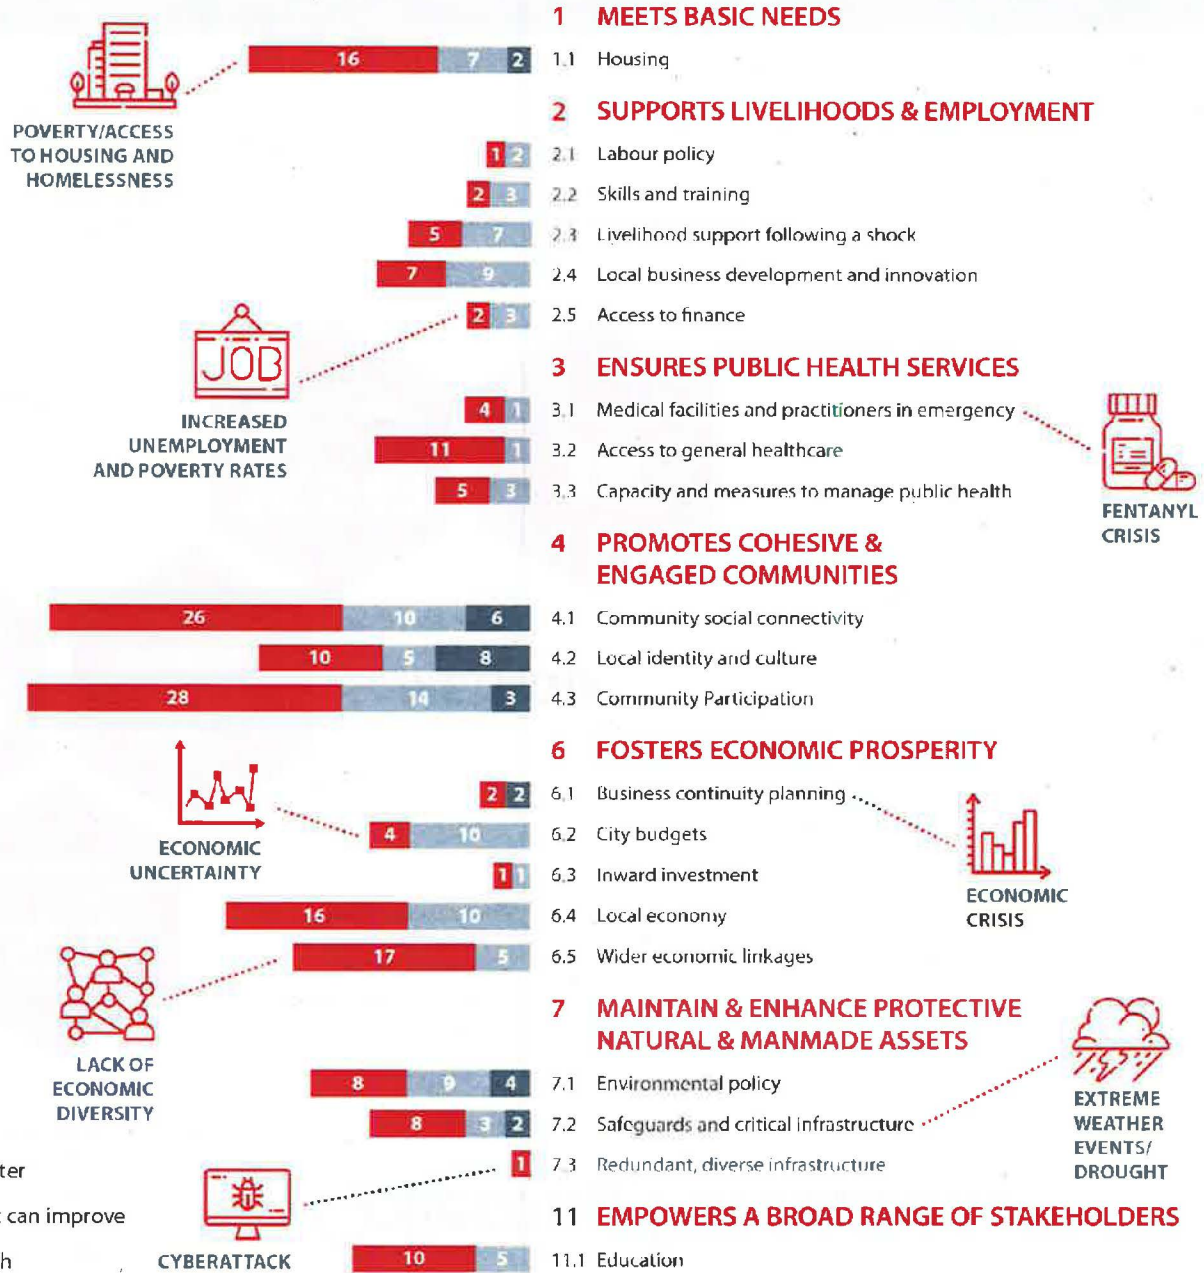 1 MEETS BASIC NEEDS
16 7 2 1.1 Housing
POVERTY/ACCESS
TO HOUSING AND
HOMELESSNESS
2 SUPPORTS LIVELIHOODS & EMPLOYMENT
1 2 2.1 Labour policy
2 3 2.2 Skills and training
5 7 2.3 Livelihood support following a shock
7 9 2.4 Local business development and innovation
2 3 2.5 Access to finance
JOB
INCREASED
UNEMPLOYMENT
AND POVERTY RATES
3 ENSURES PUBLIC HEALTH SERVICES
4 1 3.1 Medical facilities and practitioners in emergency
11 1 3.2 Access to general healthcare
5 3 3.3 Capacity and measures to manage public health
FENTANYL
CRISIS
4 PROMOTES COHESIVE &
ENGAGED COMMUNITIES
26 10 6 4.1 Community social connectivity
10 5 8 4.2 Local identity and culture
28 14 3 4.3 Community Participation
6 FOSTERS ECONOMIC PROSPERITY
2 2 6.1 Business continuity planning
4 10 6.2 City budgets
1 1 6.3 Inward investment
16 10 6.4 Local economy
17 5 6.5 Wider economic linkages
ECONOMIC
UNCERTAINTY
ECONOMIC
CRISIS
LACK OF
ECONOMIC
DIVERSITY
7 MAINTAIN & ENHANCE PROTECTIVE
NATURAL & MANMADE ASSETS
8 9 4 7.1 Environmental policy
8 3 2 7.2 Safeguards and critical infrastructure
1 7.3 Redundant, diverse infrastructure
EXTREME
WEATHER
EVENTS/
DROUGHT
can improve
CYBERATTACK
11 EMPOWERS A BROAD RANGE OF STAKEHOLDERS
10 5 11.1 Education